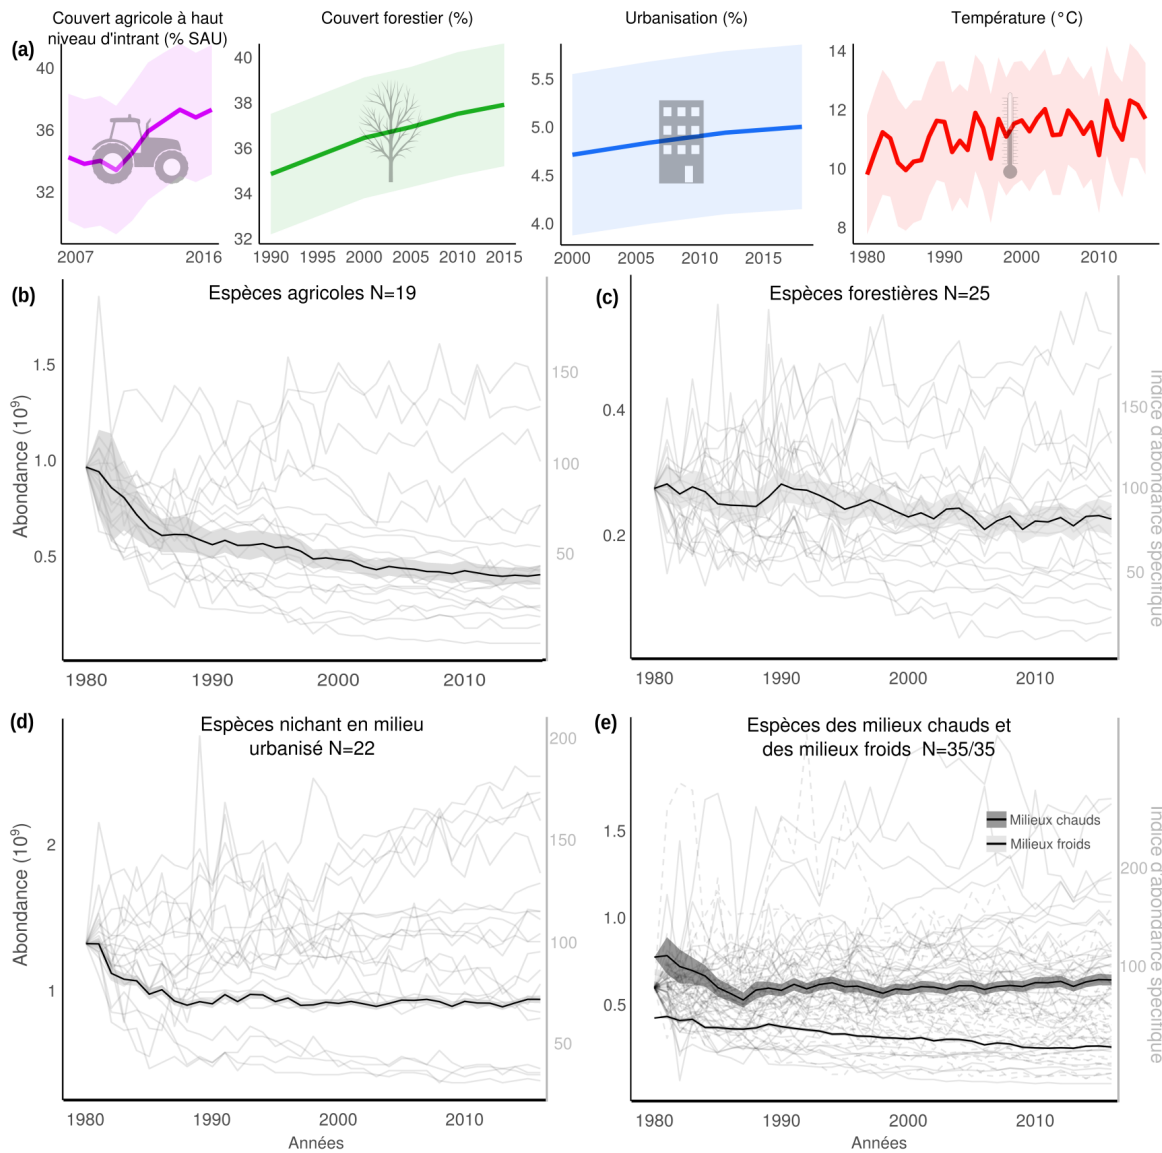 Couvert agricole à haut
niveau d'intrant (% SAU)
Couvert forestier (%)
Urbanisation (%)
Température (°C)
(a)
40
36
32
2007
2016
40
38
36
34
32
1990
1995
2000
2005
2010
2015
5.5
5.0
4.5
4.0
2000
2005
2010
2015
14
12
10
8
1980
1990
2000
2010
(b)
Espèces agricoles N=19
Abondance (10⁹)
1.5
1.0
0.5
150
100
50
1980
1990
2000
2010
(c)
Espèces forestières N=25
0.4
0.2
150
100
50
Indice d'abondance spécifique
1980
1990
2000
2010
(d)
Espèces nichant en milieu
urbanisé N=22
Abondance (10⁹)
2
1
200
150
100
50
1980
1990
2000
2010
Années
(e)
Espèces des milieux chauds et
des milieux froids N=35/35
Milieux chauds
Milieux froids
1.5
1.0
0.5
200
100
Indice d'abondance spécifique
1980
1990
2000
2010
Années